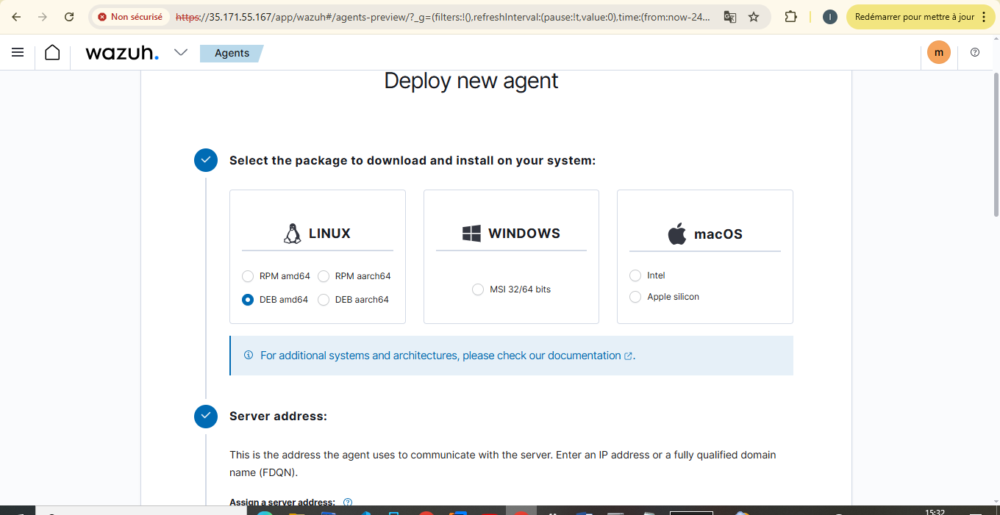 Non sécurisé
https://35.171.55.167/app/wazuh#/agents-preview/?_g=(filters:!(),refreshInterval:(pause:!t,value:0),time:(from:now-24...
I
Redémarrer pour mettre à jour
wazuh.
Agents
m
Deploy new agent
Select the package to download and install on your system:
LINUX
RPM amd64
RPM aarch64
DEB amd64
DEB aarch64
WINDOWS
MSI 32/64 bits
macOS
Intel
Apple silicon
For additional systems and architectures, please check our documentation.
Server address:
This is the address the agent uses to communicate with the server. Enter an IP address or a fully qualified domain
name (FDQN).
Assign a server address:
15:32